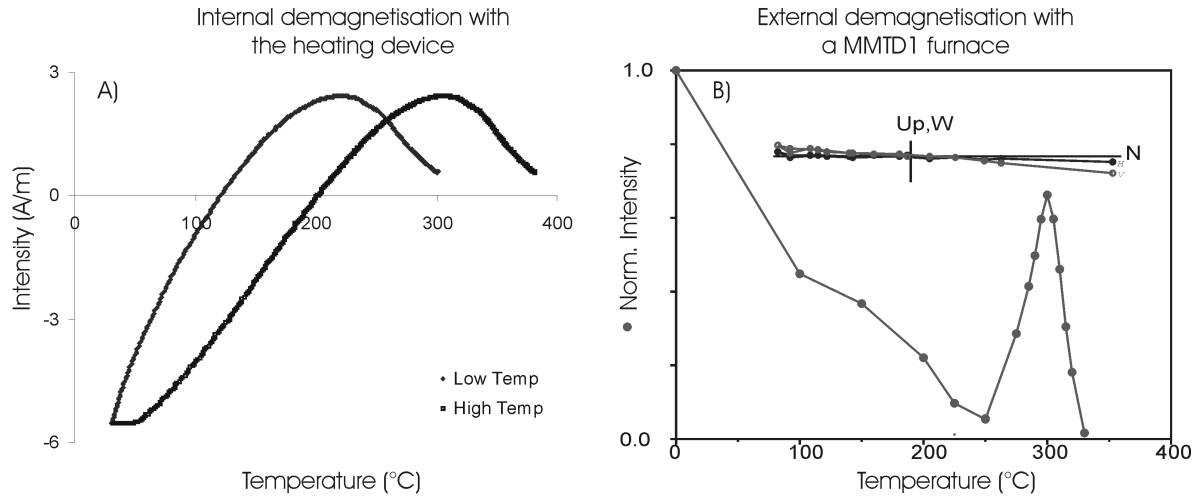 Internal demagnetisation with
the heating device
External demagnetisation with
a MMTD1 furnace
A)
3
0
-3
-6
0
100
200
300
400
Intensity (A/m)
Low Temp
High Temp
Temperature (°C)
B)
1.0
0.0
Norm. Intensity
Up,W
N
H
V
0
100
200
300
400
Temperature (°C)